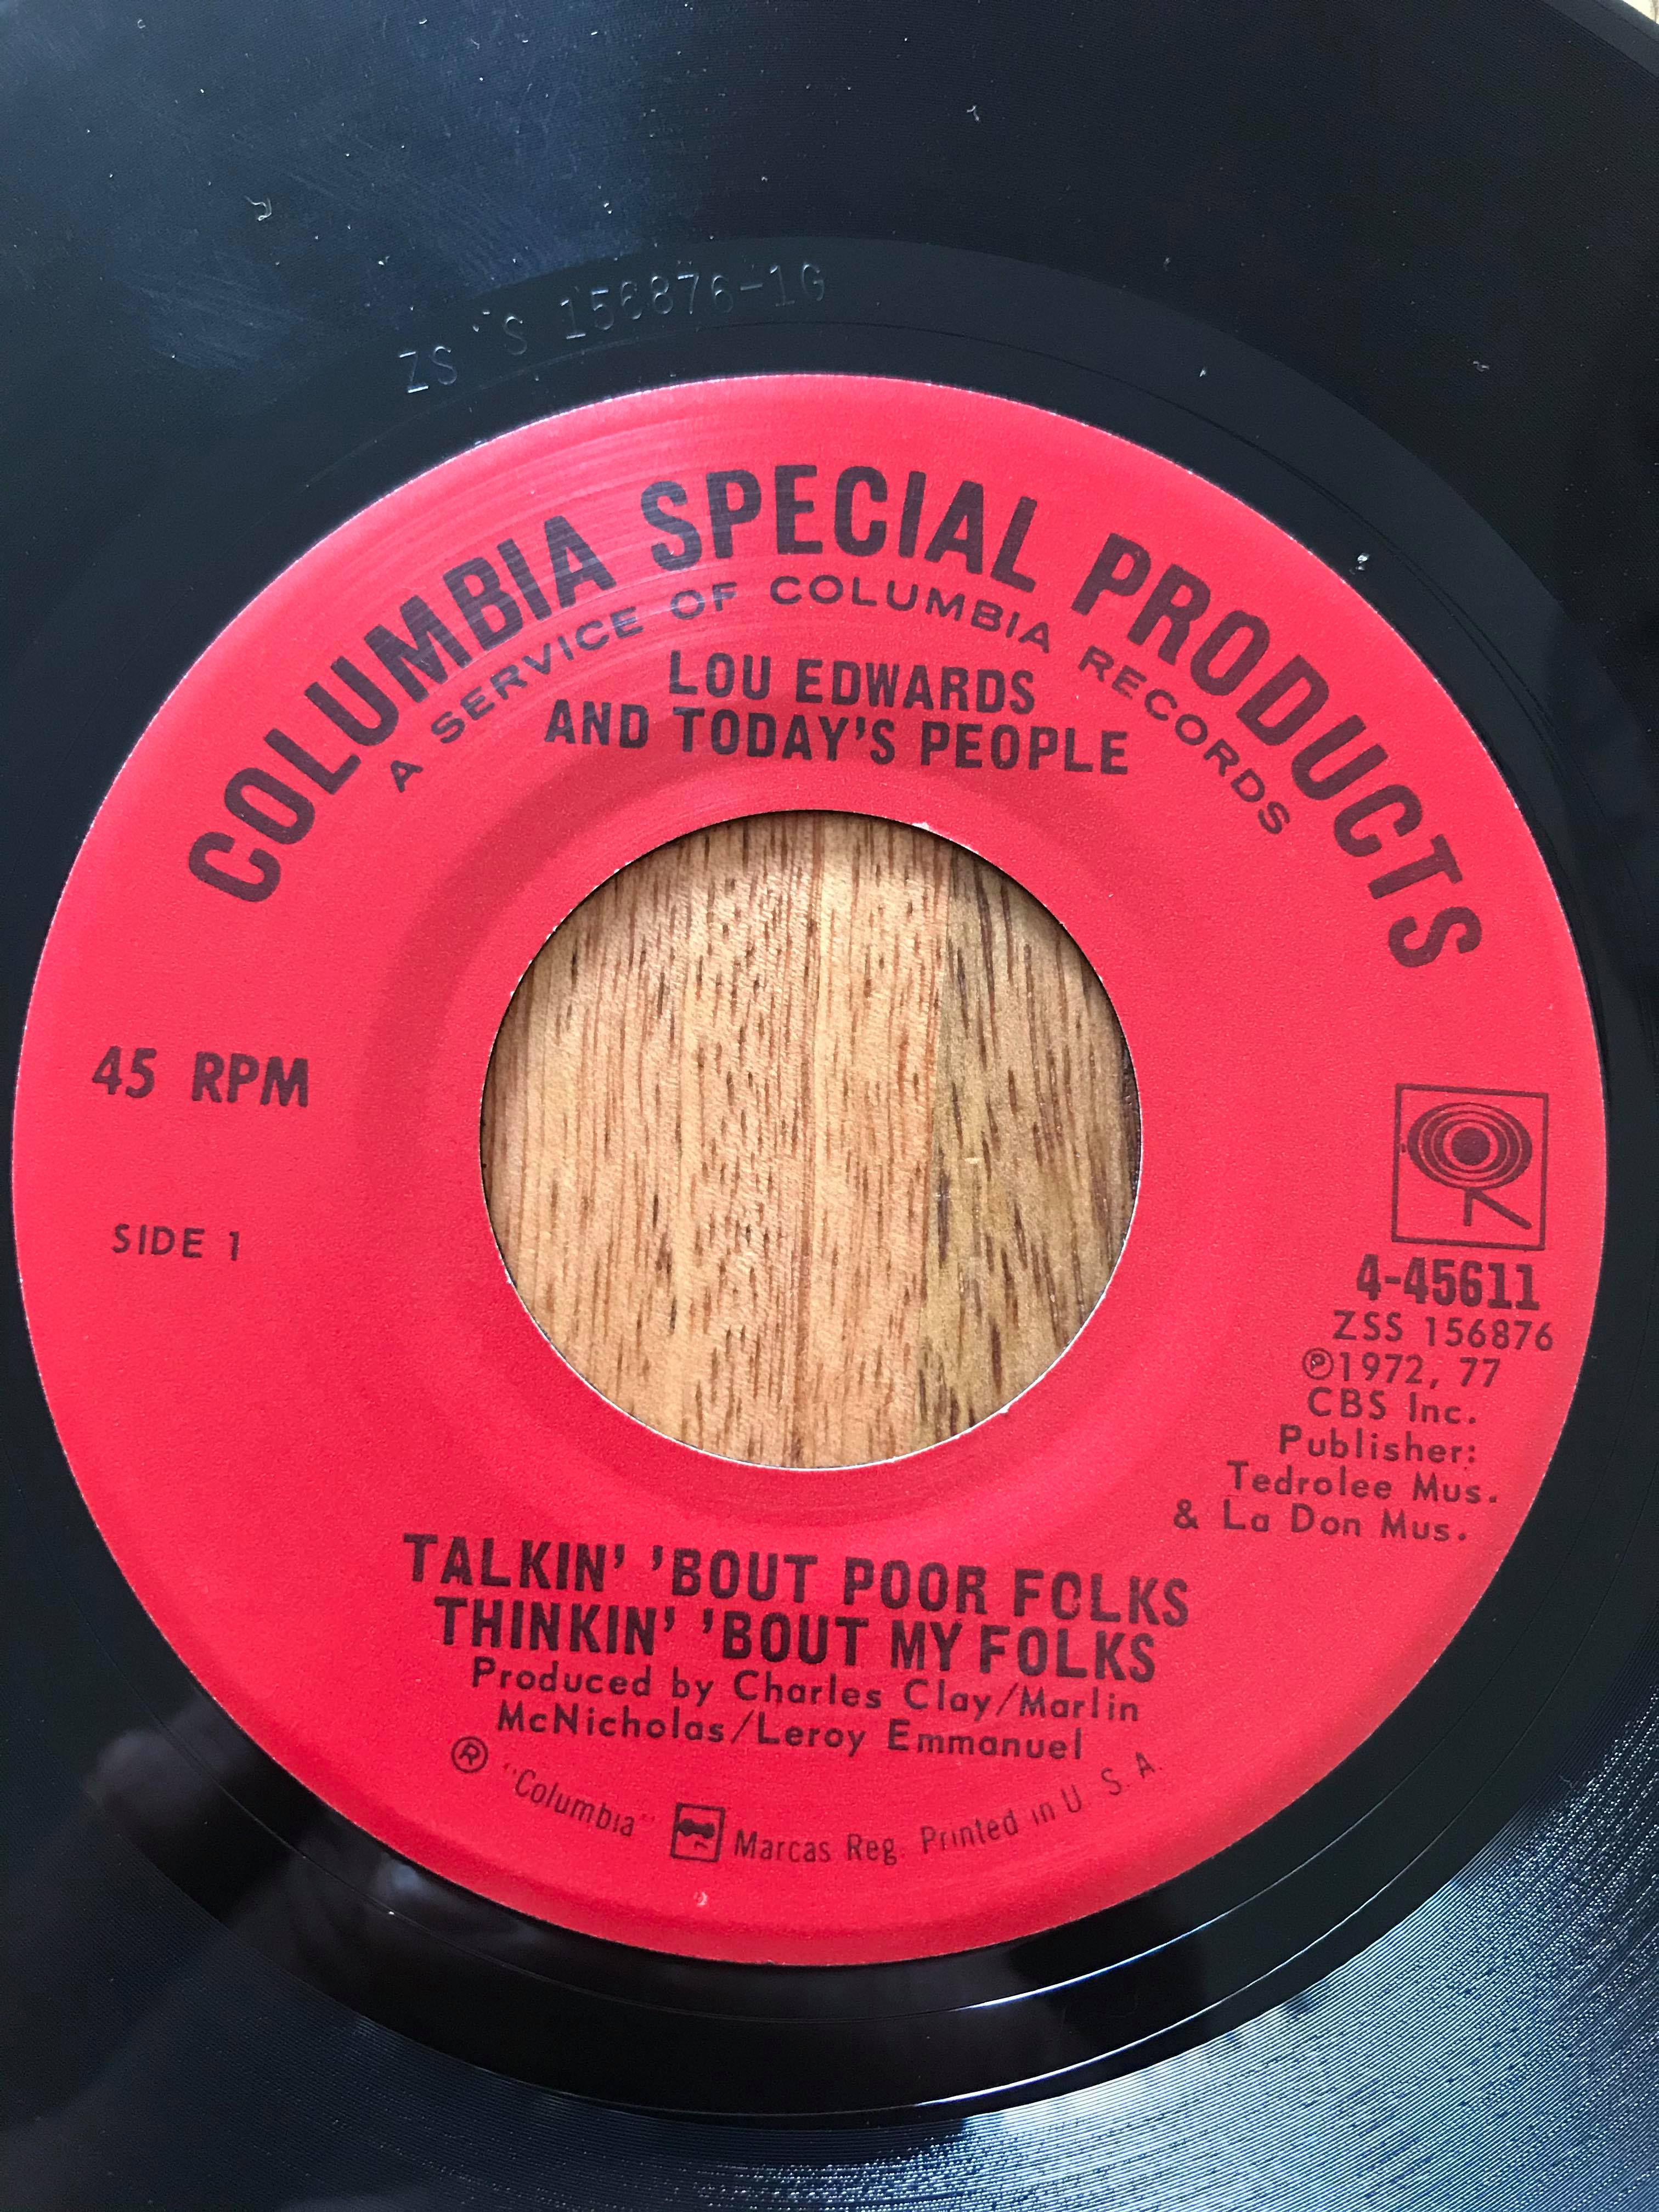 ZS S 156876-1G
COLUMBIA SPECIAL PRODUCTS
A SERVICE OF COLUMBIA RECORDS
LOU EDWARDS
AND TODAY'S PEOPLE
45 RPM
SIDE 1
4-45611
ZSS 156876
Ⓟ1972, 77
CBS Inc.
Publisher:
Tedrolee Mus.
& La Don Mus.
TALKIN' 'BOUT POOR FOLKS
THINKIN' 'BOUT MY FOLKS
Produced by Charles Clay/Marlin
McNicholas/Leroy Emmanuel
® "Columbia" Marcas Reg. Printed in U. S. A.